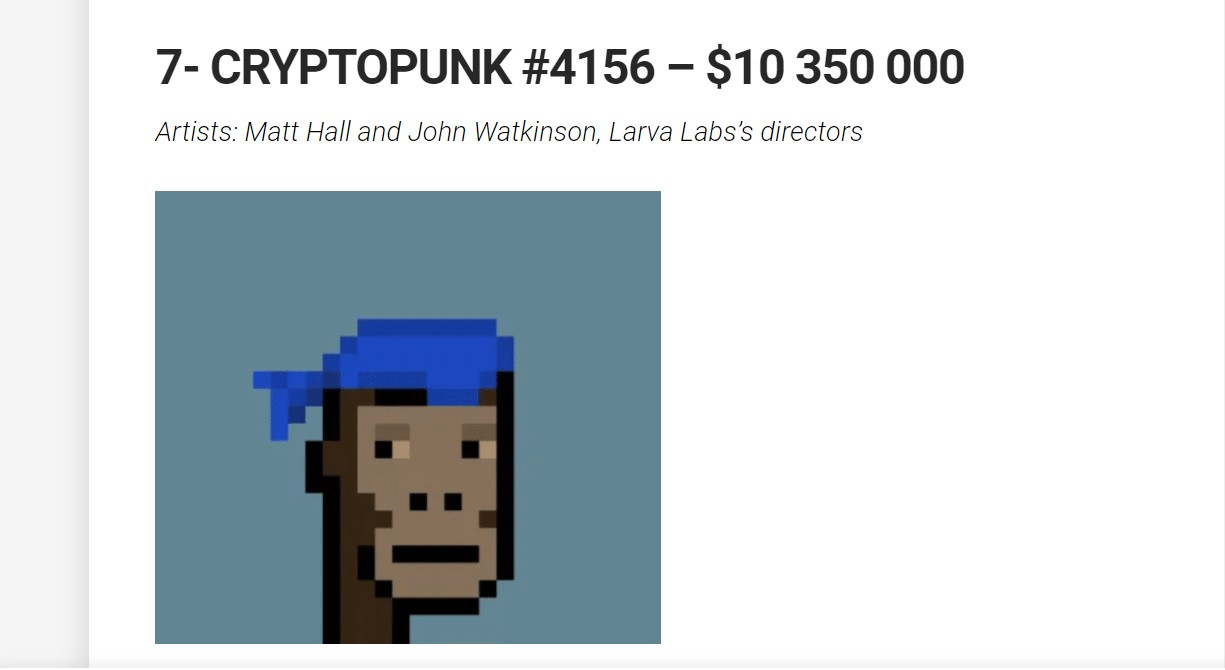 7- CRYPTOPUNK #4156 – $10 350 000
Artists: Matt Hall and John Watkinson, Larva Labs’s directors